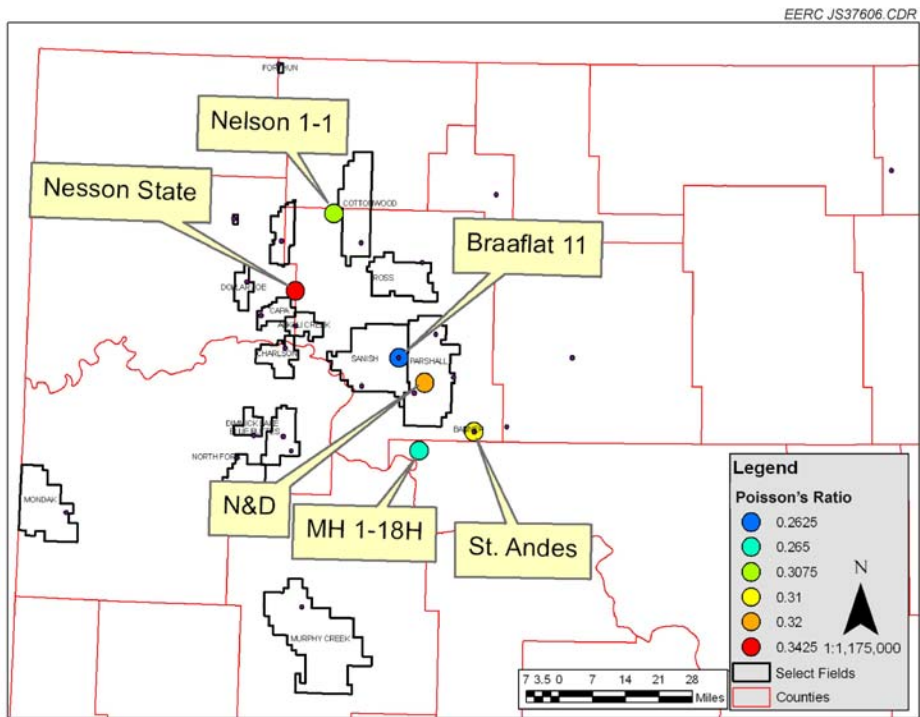 EERC JS37606.CDR
Nelson 1-1
Nesson State
COTTONWOOD
Braaflat 11
ROSS
CAPA
CHARLSON
SANISH
PARSHALL
NORTH FORK
MONDAK
N&D
MH 1-18H
St. Andes
MURPHY CREEK
Legend
Poisson's Ratio
0.2625
0.265
0.3075
0.31
0.32
0.3425
N
1:1,175,000
Select Fields
Counties
7 3.5 0 7 14 21 28
Miles